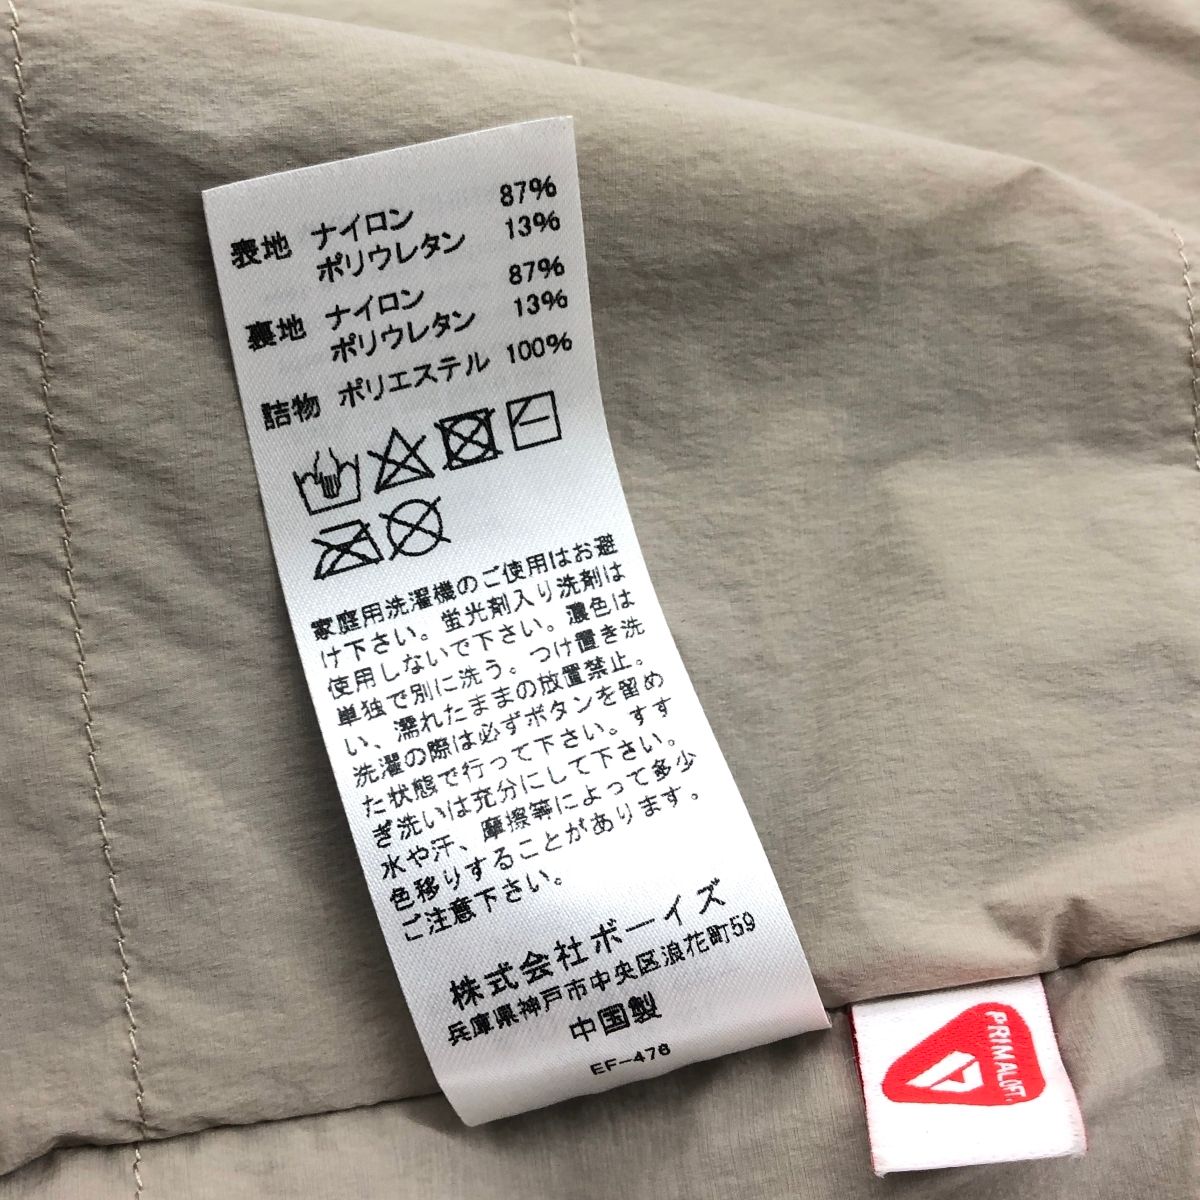 表地 ナイロン 87%
ポリウレタン 13%
裏地 ナイロン 87%
ポリウレタン 13%
詰物 ポリエステル 100%
家庭用洗濯機のご使用はお避
け下さい。蛍光剤入り洗剤は
使用しないで下さい。濃色は
単独で別に洗う。つけ置き洗
い、濡れたままの放置禁止。
洗濯の際は必ずボタンを留め
た状態で行って下さい。すす
ぎ洗いは充分にして下さい。
水や汗、摩擦等によって多少
色移りすることがあります。
ご注意下さい。
株式会社ボーイズ
兵庫県神戸市中央区浪花町59
中国製
EF-476
PRIMALOFT